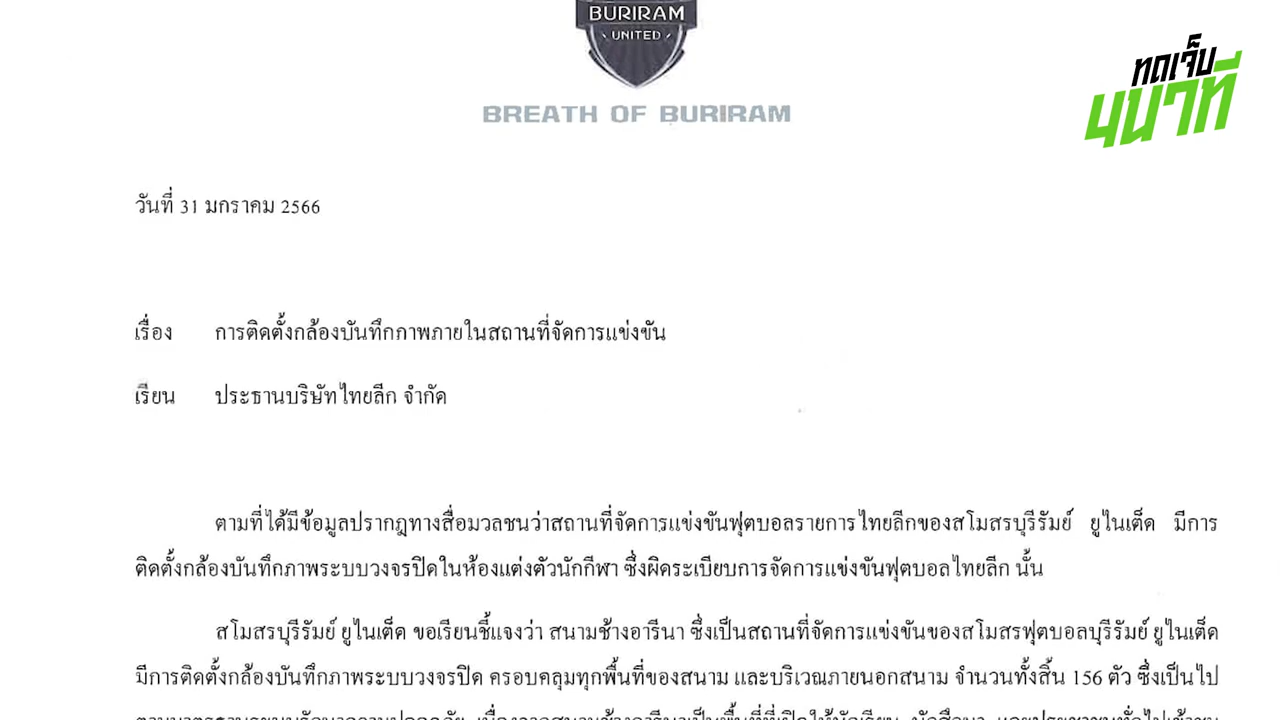 BURIRAM
UNITED
BREATH OF BURIRAM
ทดเจ็บ
4นาที
วันที่ 31 มกราคม 2566
เรื่อง การติดตั้งกล้องบันทึกภาพภายในสถานที่จัดการแข่งขัน
เรียน ประธานบริษัทไทยลีก จำกัด
ตามที่ได้มีข้อมูลปรากฎทางสื่อมวลชนว่าสถานที่จัดการแข่งขันฟุตบอลรายการไทยลีกของสโมสรบุรีรัมย์ ยูไนเต็ด มีการ
ติดตั้งกล้องบันทึกภาพระบบวงจรปิดในห้องแต่งตัวนักกีฬา ซึ่งผิดระเบียบการจัดการแข่งขันฟุตบอลไทยลีก นั้น
สโมสรบุรีรัมย์ ยูไนเต็ด ขอเรียนชี้แจงว่า สนามช้างอารีนา ซึ่งเป็นสถานที่จัดการแข่งขันของสโมสรฟุตบอลบุรีรัมย์ ยูไนเต็ด
มีการติดตั้งกล้องบันทึกภาพระบบวงจรปิด ครอบคลุมทุกพื้นที่ของสนาม และบริเวณภายนอกสนาม จำนวนทั้งสิ้น 156 ตัว ซึ่งเป็นไป